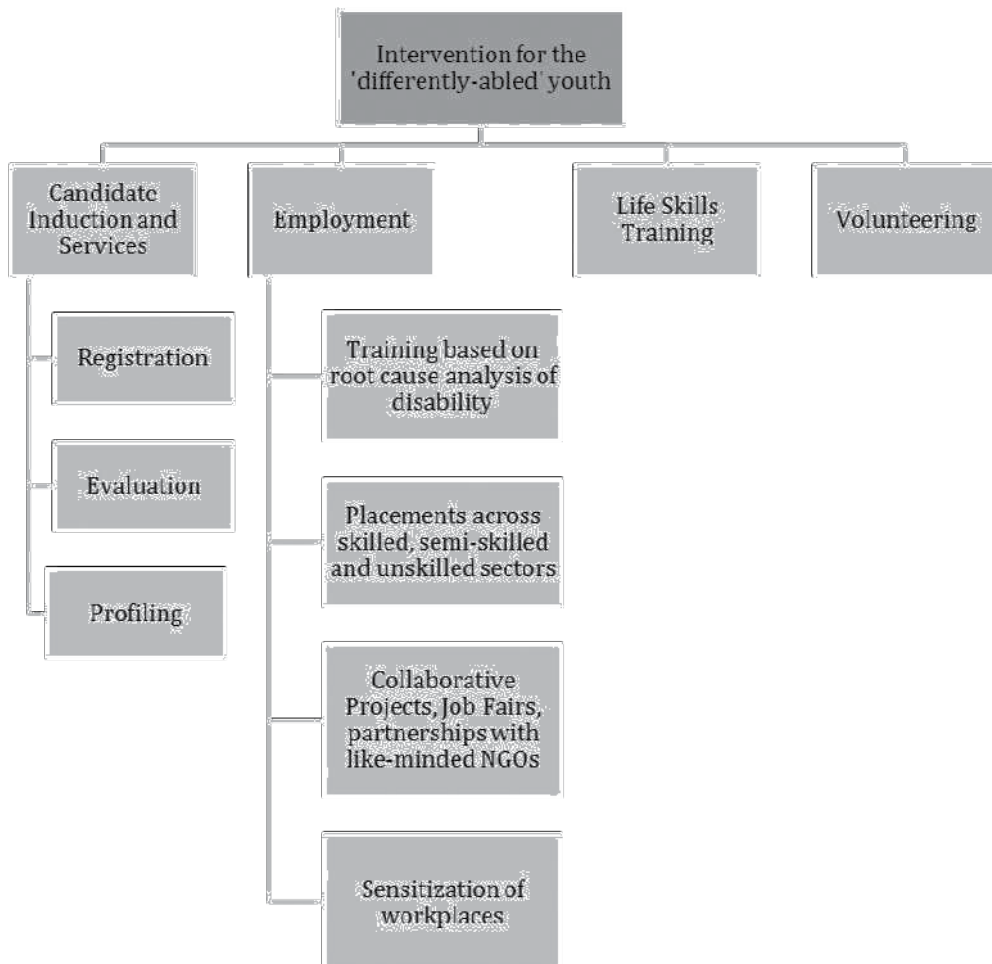 Intervention for the
'differently-abled' youth
Candidate
Induction and
Services
Employment
Life Skills
Training
Volunteering
Registration
Evaluation
Profiling
Training based on
root cause analysis of
disability
Placements across
skilled, semi-skilled
and unskilled sectors
Collaborative
Projects, Job Fairs,
partnerships with
like-minded NGOs
Sensitization of
workplaces